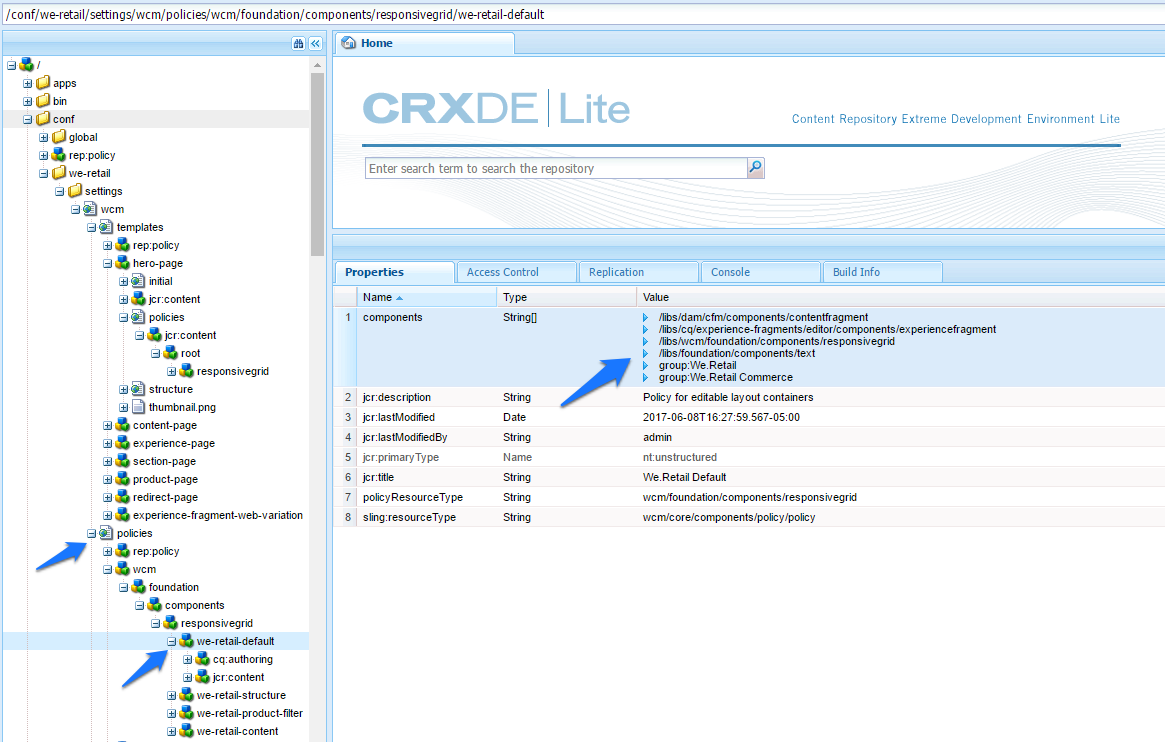 /conf/we-retail/settings/wcm/policies/wcm/foundation/components/responsivegrid/we-retail-default
/
apps
bin
conf
global
rep:policy
we-retail
settings
wcm
templates
rep:policy
hero-page
initial
jcr:content
policies
jcr:content
root
responsivegrid
structure
thumbnail.png
content-page
experience-page
section-page
product-page
redirect-page
experience-fragment-web-variation
policies
rep:policy
wcm
foundation
components
responsivegrid
we-retail-default
cq:authoring
jcr:content
we-retail-structure
we-retail-product-filter
we-retail-content
Home
CRXDE Lite
Content Repository Extreme Development Environment Lite
Enter search term to search the repository
Properties Access Control Replication Console Build Info
Name Type Value
1 components String[] /libs/dam/cfm/components/contentfragment
/libs/cq/experience-fragments/editor/components/experiencefragment
/libs/wcm/foundation/components/responsivegrid
/libs/foundation/components/text
group:We.Retail
group:We.Retail Commerce
2 jcr:description String Policy for editable layout containers
3 jcr:lastModified Date 2017-06-08T16:27:59.567-05:00
4 jcr:lastModifiedBy String admin
5 jcr:primaryType Name nt:unstructured
6 jcr:title String We.Retail Default
7 policyResourceType String wcm/foundation/components/responsivegrid
8 sling:resourceType String wcm/core/components/policy/policy